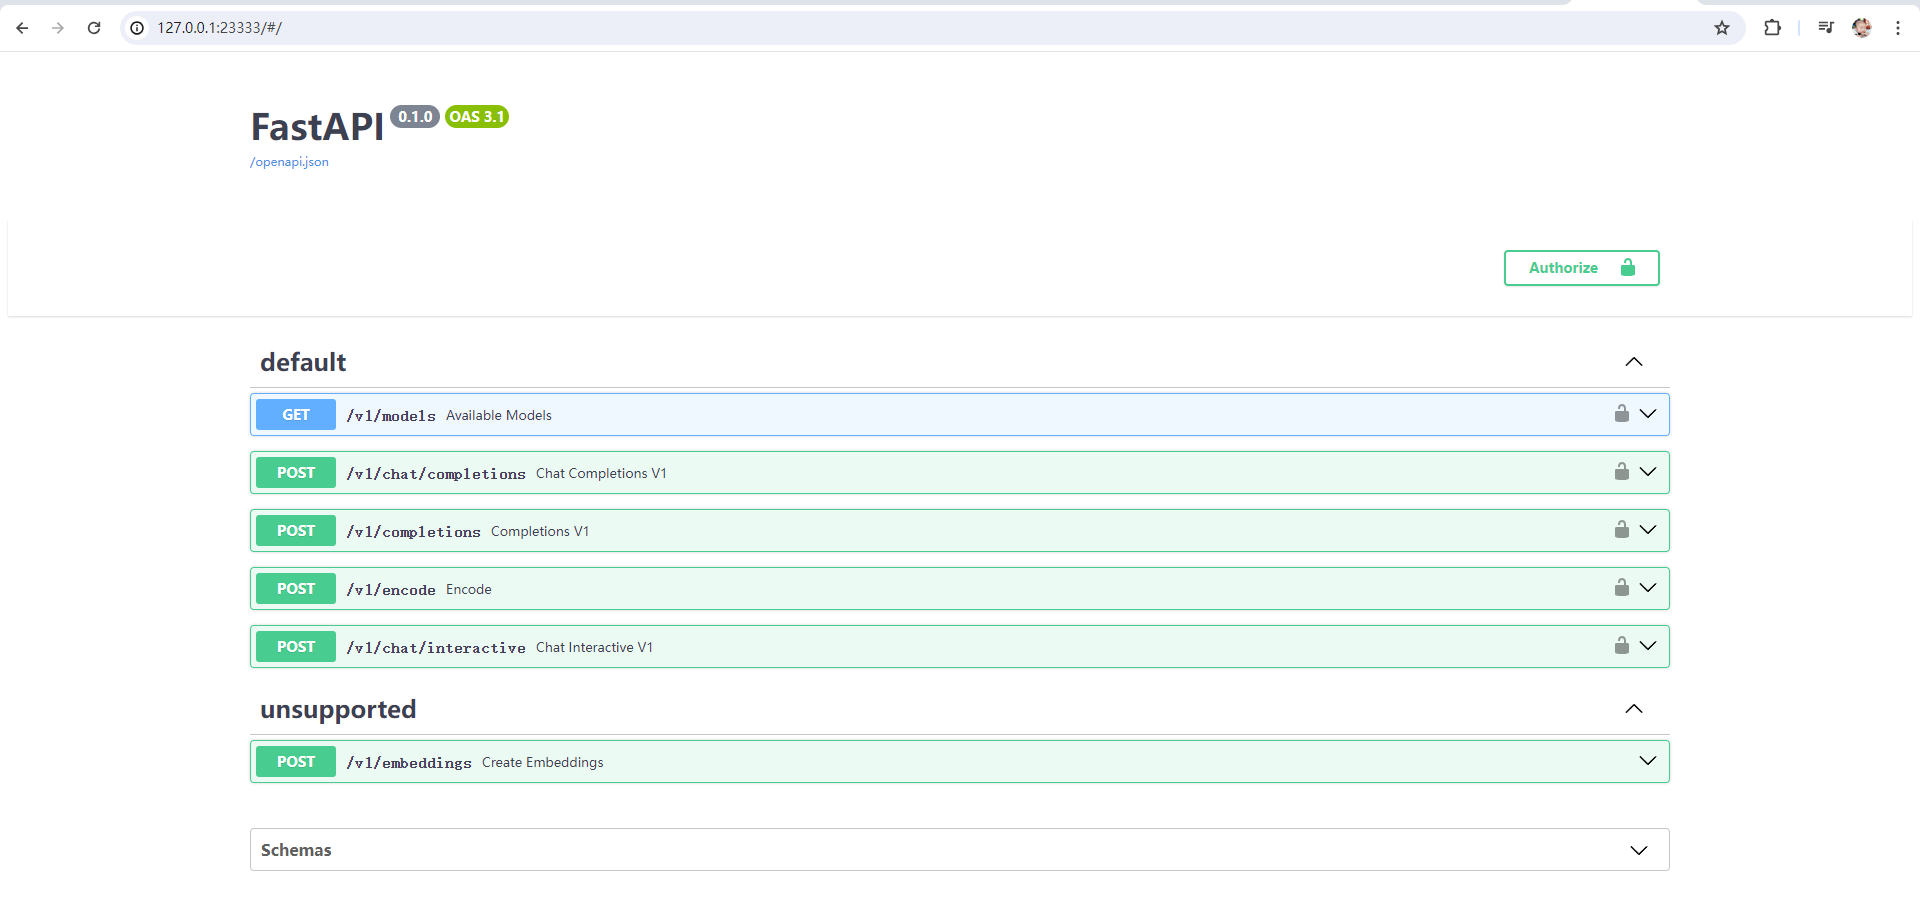 127.0.0.1:23333/#/
FastAPI 0.1.0 OAS 3.1
/openapi.json
Authorize
default
GET /v1/models Available Models
POST /v1/chat/completions Chat Completions V1
POST /v1/completions Completions V1
POST /v1/encode Encode
POST /v1/chat/interactive Chat Interactive V1
unsupported
POST /v1/embeddings Create Embeddings
Schemas